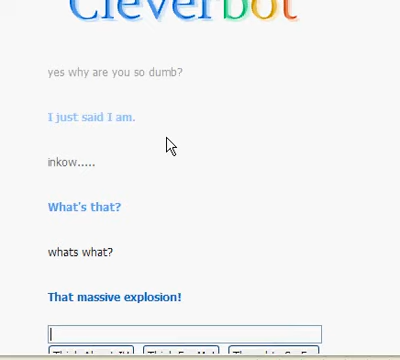 Cleverbot
yes why are you so dumb?
I just said I am.
inkow.....
What's that?
whats what?
That massive explosion!